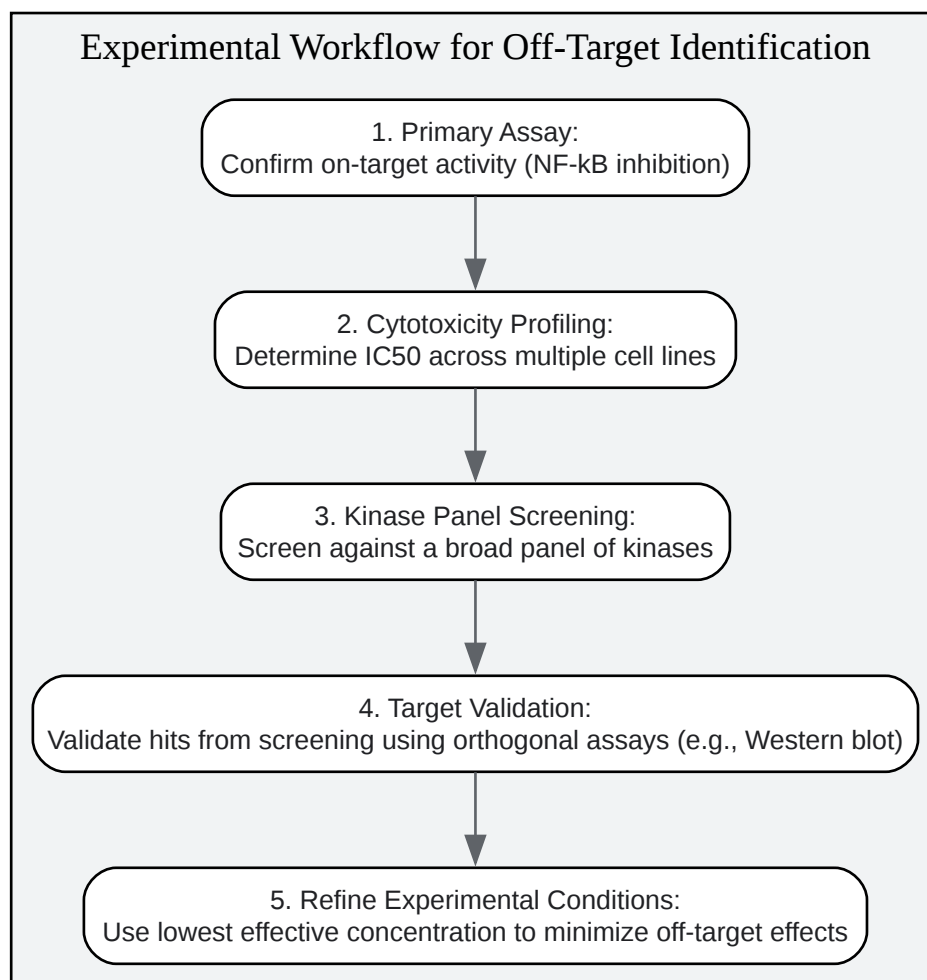 Experimental Workflow for Off-Target Identification
1. Primary Assay:
Confirm on-target activity (NF-kB inhibition)
2. Cytotoxicity Profiling:
Determine IC50 across multiple cell lines
3. Kinase Panel Screening:
Screen against a broad panel of kinases
4. Target Validation:
Validate hits from screening using orthogonal assays (e.g., Western blot)
5. Refine Experimental Conditions:
Use lowest effective concentration to minimize off-target effects